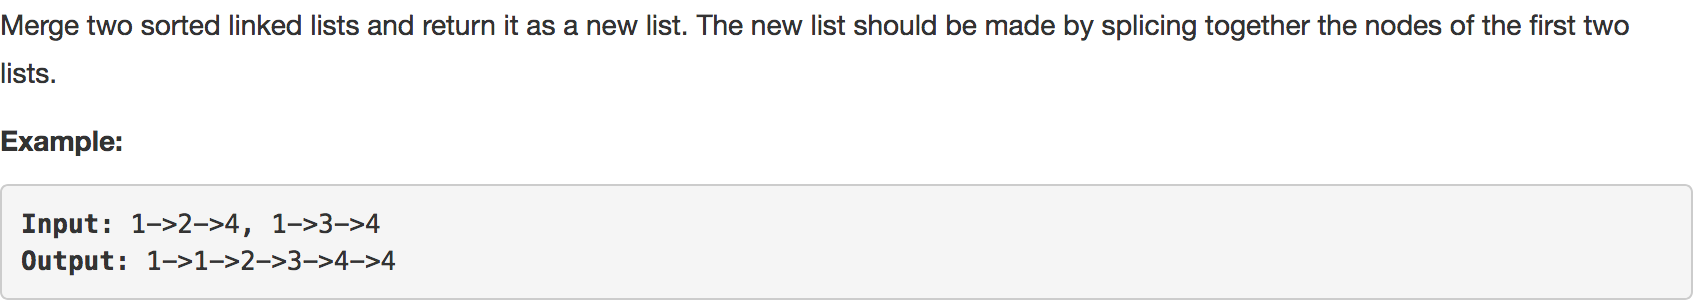 Merge two sorted linked lists and return it as a new list. The new list should be made by splicing together the nodes of the first two
lists.
Example:
Input: 1->2->4, 1->3->4
Output: 1->1->2->3->4->4